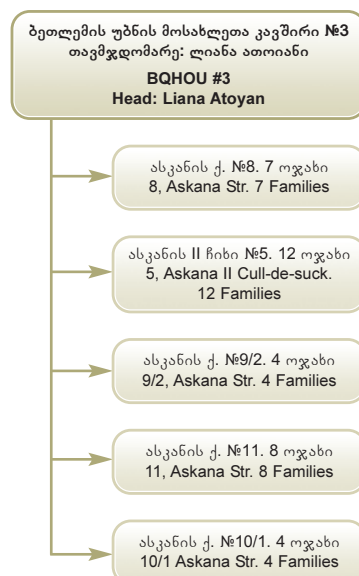 ბეთლემის უბნის მოსახლეთა კავშირი №3
თავმჯდომარე: ლიანა ათოიანი
BQHOU #3
Head: Liana Atoyan
ასკანის ქ. №8. 7 ოჯახი
8, Askana Str. 7 Families
ასკანის II ჩიხი №5. 12 ოჯახი
5, Askana II Cull-de-suck.
12 Families
ასკანის ქ. №9/2. 4 ოჯახი
9/2, Askana Str. 4 Families
ასკანის ქ. №11. 8 ოჯახი
11, Askana Str. 8 Families
ასკანის ქ. №10/1. 4 ოჯახი
10/1 Askana Str. 4 Families